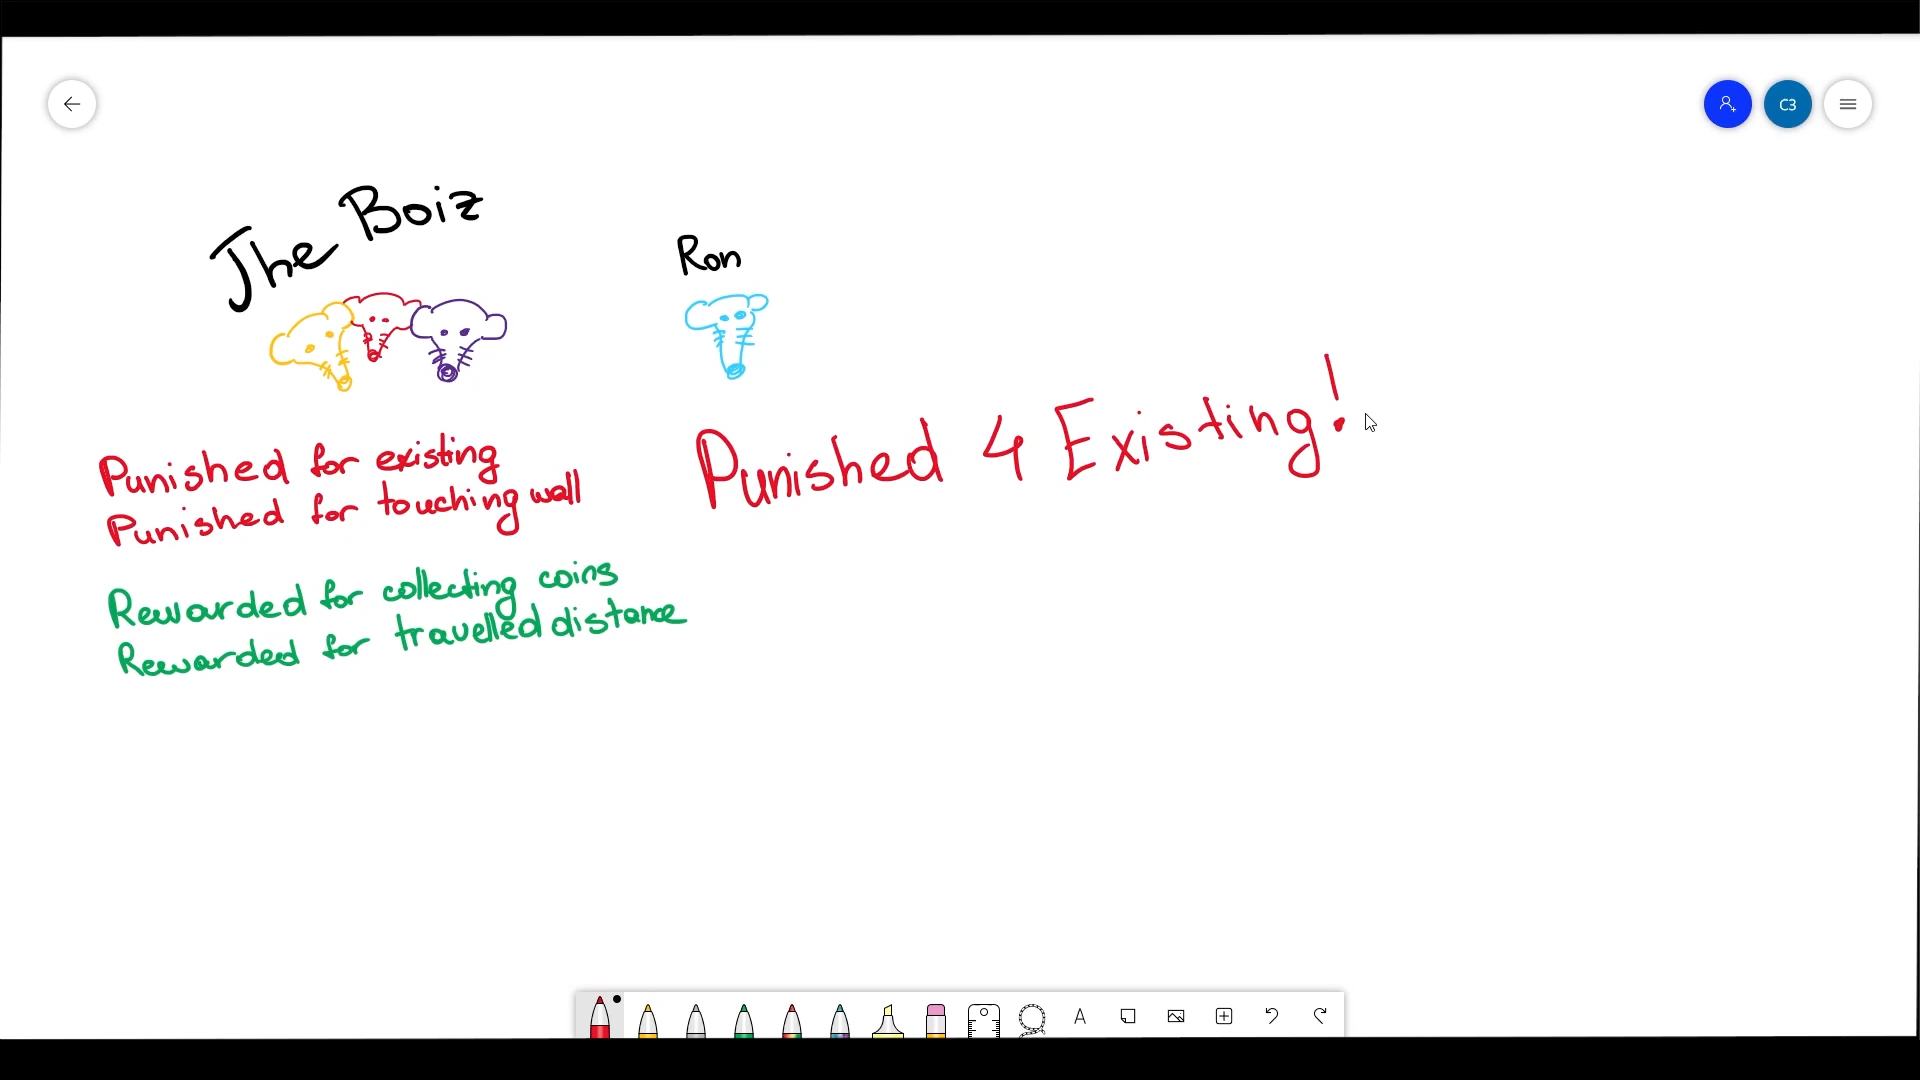 C3
The Boiz
Ron
Punished for existing
Punished for touching wall
Rewarded for collecting coins
Rewarded for travelled distance
Punished 4 Existing!
A